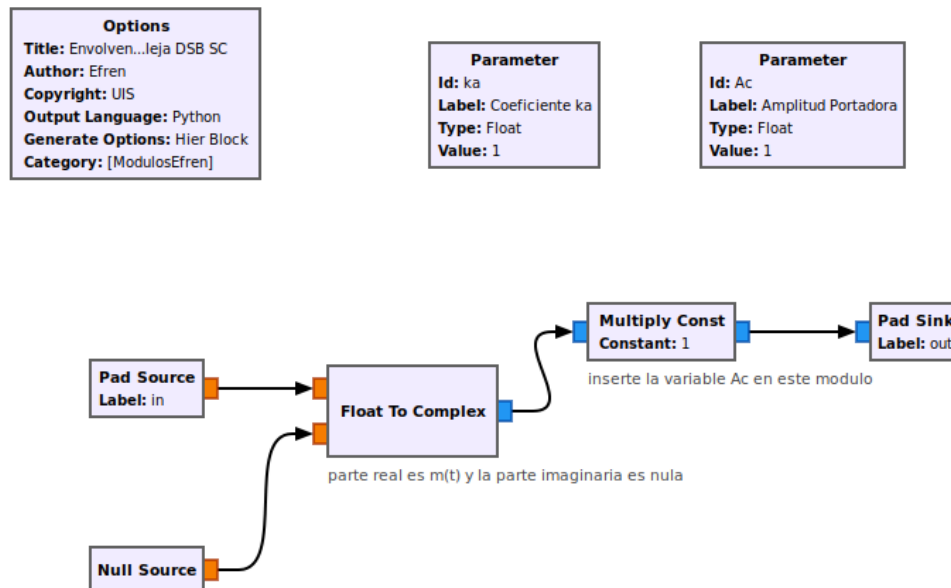 Options
Title: Envolven...leja DSB SC
Author: Efren
Copyright: UIS
Output Language: Python
Generate Options: Hier Block
Category: [ModulosEfren]
Parameter
Id: ka
Label: Coeficiente ka
Type: Float
Value: 1
Parameter
Id: Ac
Label: Amplitud Portadora
Type: Float
Value: 1
Multiply Const
Constant: 1
inserte la variable Ac en este modulo
Pad Sink
Label: out
Pad Source
Label: in
Float To Complex
parte real es m(t) y la parte imaginaria es nula
Null Source